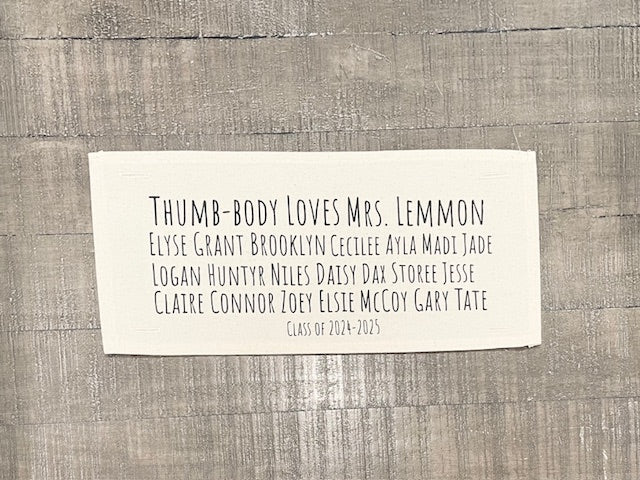 Thumb-body Loves Mrs. Lemmon
Elyse Grant Brooklyn Cecilee Ayla Madi Jade
Logan Huntyr Niles Daisy Dax Storee Jesse
Claire Connor Zoey Elsie McCoy Gary Tate
Class of 2024-2025